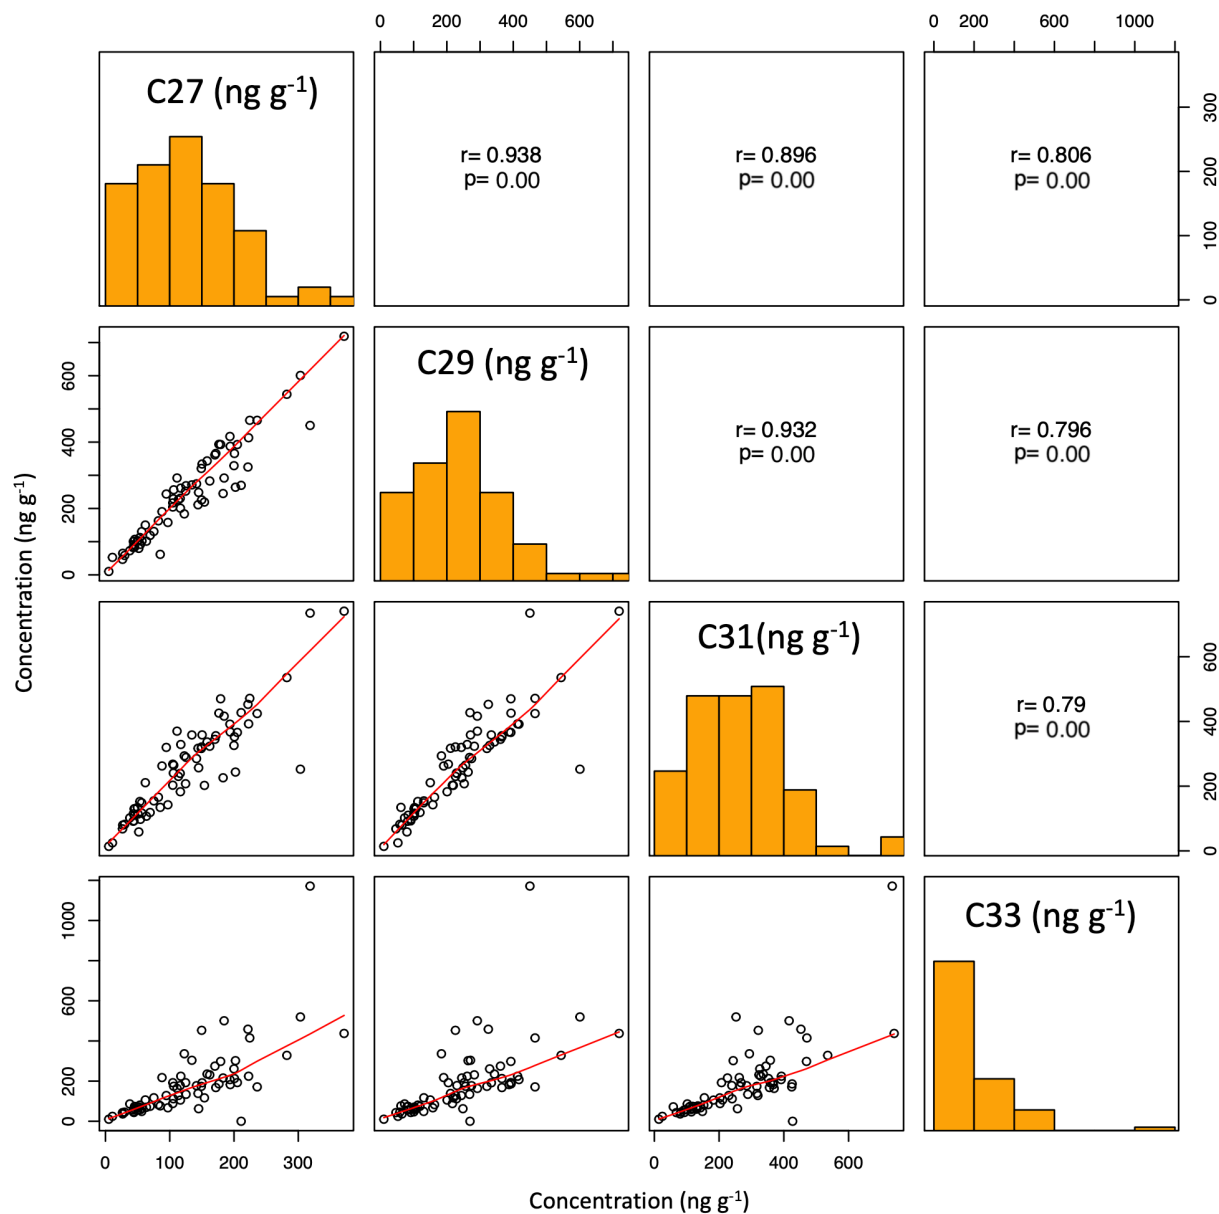 0 200 400 600
0 200 600 1000
C27 (ng g⁻¹)
r= 0.938
p= 0.00
r= 0.896
p= 0.00
r= 0.806
p= 0.00
300
200
100
0
600
400
200
0
C29 (ng g⁻¹)
r= 0.932
p= 0.00
r= 0.796
p= 0.00
Concentration (ng g⁻¹)
C31(ng g⁻¹)
r= 0.79
p= 0.00
600
400
200
0
1000
600
200
0
C33 (ng g⁻¹)
0 100 200 300
0 200 400 600
Concentration (ng g⁻¹)